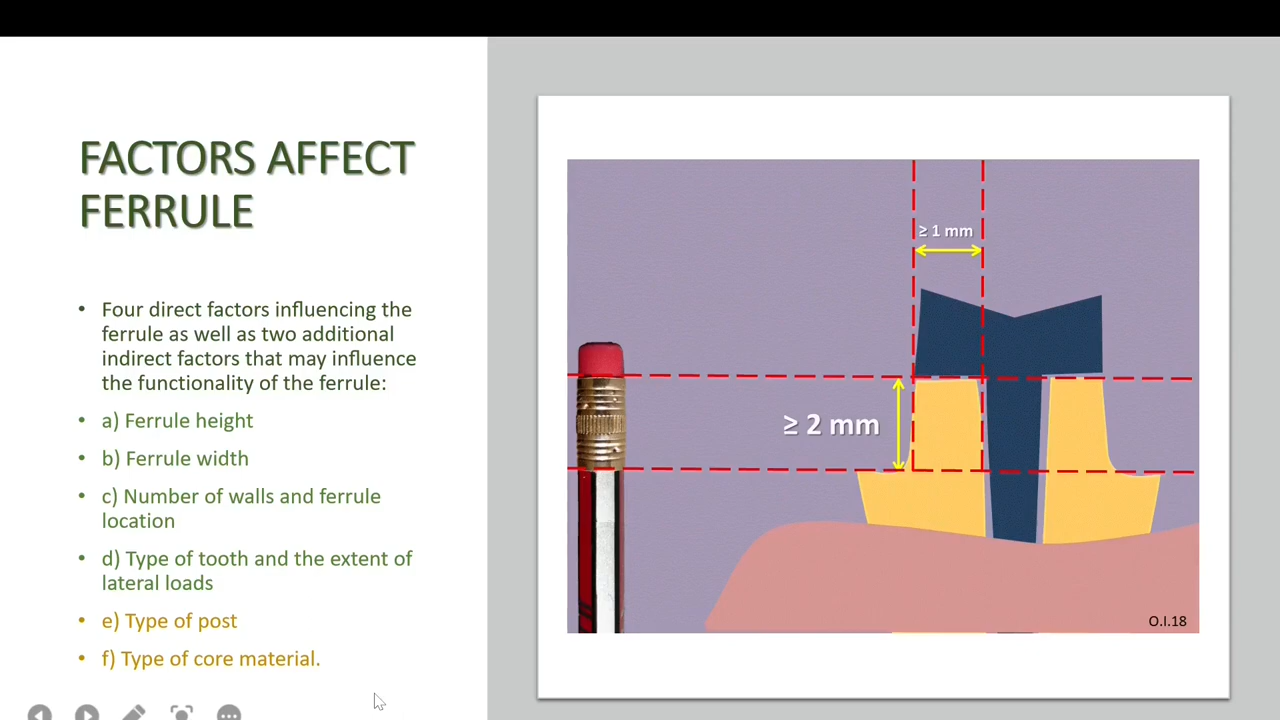 FACTORS AFFECT
FERRULE
• Four direct factors influencing the
ferrule as well as two additional
indirect factors that may influence
the functionality of the ferrule:
• a) Ferrule height
• b) Ferrule width
• c) Number of walls and ferrule
location
• d) Type of tooth and the extent of
lateral loads
• e) Type of post
• f) Type of core material.
≥ 1 mm
≥ 2 mm
O.I.18